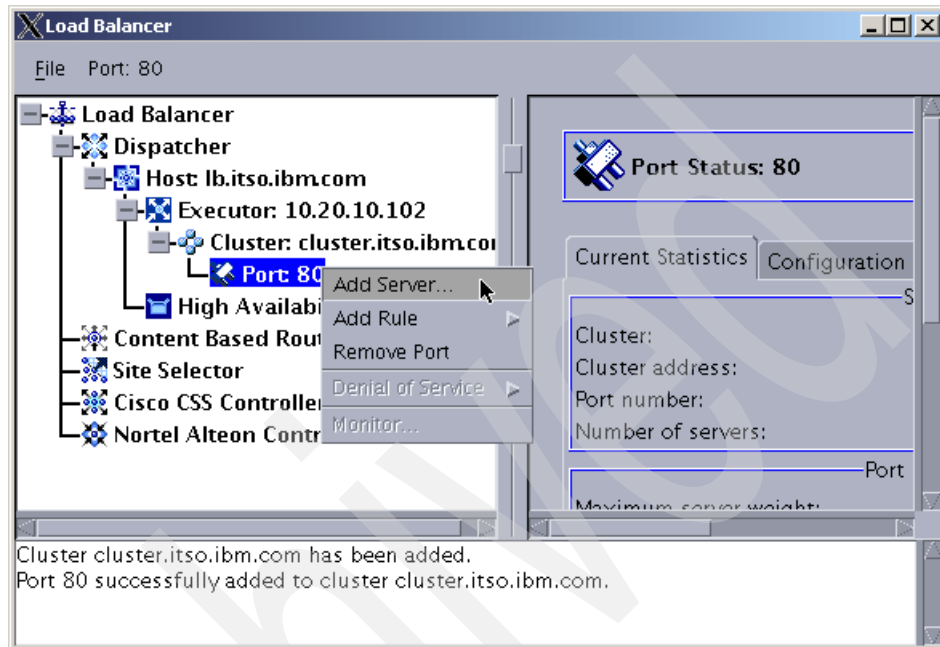 Load Balancer
File Port: 80
Load Balancer
Dispatcher
Host: lb.itso.ibm.com
Executor: 10.20.10.102
Cluster: cluster.itso.ibm.co
Port: 80
High Availabi
Content Based Rout
Site Selector
Cisco CSS Controlle
Nortel Alteon Contr
Add Server...
Add Rule
Remove Port
Denial of Service
Monitor...
Port Status: 80
Current Statistics Configuration
S
Cluster:
Cluster address:
Port number:
Number of servers:
Port
Maximum server weight:
Cluster cluster.itso.ibm.com has been added.
Port 80 successfully added to cluster cluster.itso.ibm.com.